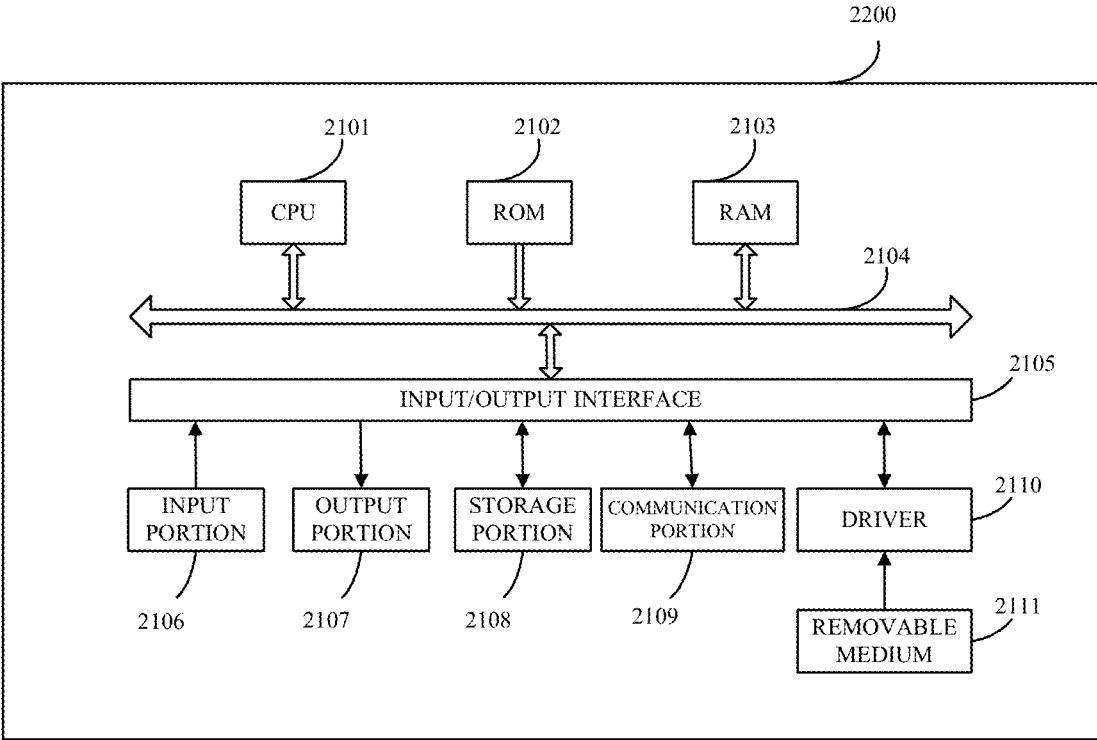 2200
2101
2102
2103
CPU
ROM
RAM
2104
2105
INPUT/OUTPUT INTERFACE
INPUT
PORTION
OUTPUT
PORTION
STORAGE
PORTION
COMMUNICATION
PORTION
DRIVER
2110
2106
2107
2108
2109
2111
REMOVABLE
MEDIUM